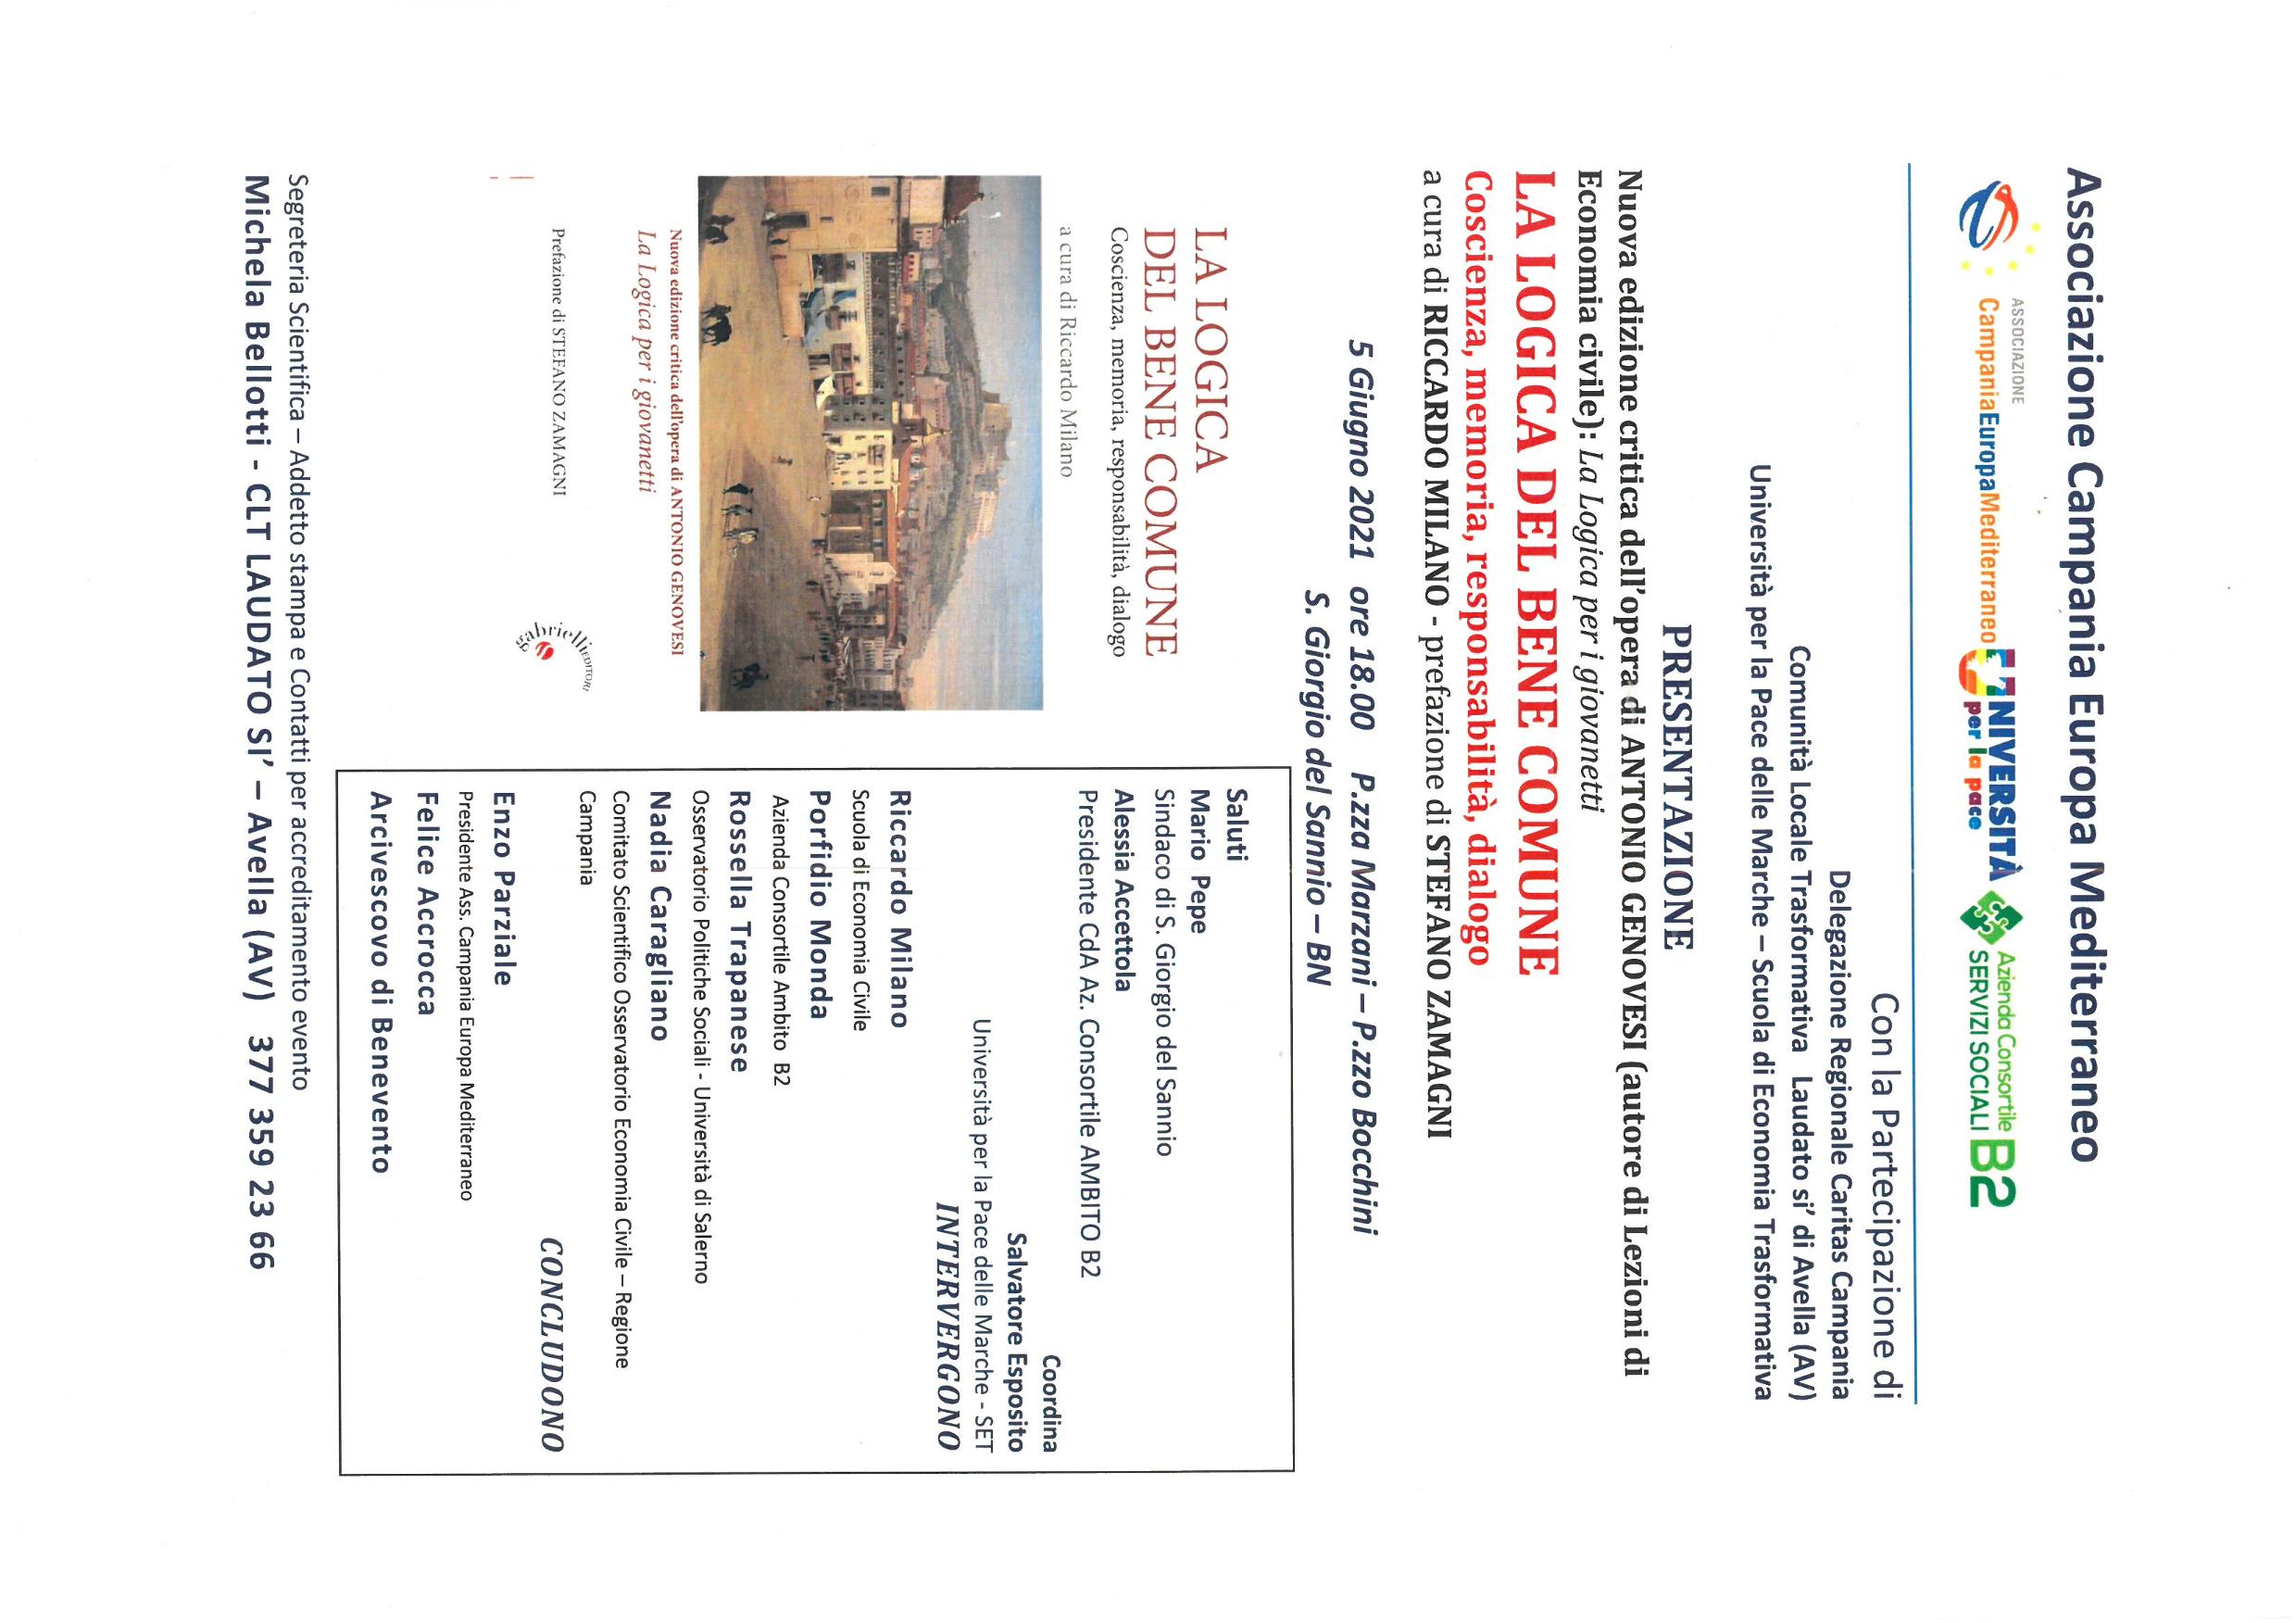 Associazione Campania Europa Mediterraneo
ASSOCIAZIONE
CampaniaEuropaMediterraneo
UNIVERSITÀ
per la pace
Azienda Consortile
SERVIZI SOCIALI B2
Con la Partecipazione di
Delegazione Regionale Caritas Campania
Comunità Locale Trasformativa Laudato si’ di Avella (AV)
Università per la Pace delle Marche – Scuola di Economia Trasformativa
PRESENTAZIONE
Nuova edizione critica dell’opera di ANTONIO GENOVESI (autore di Lezioni di
Economia civile): La Logica per i giovanetti
LA LOGICA DEL BENE COMUNE
Coscienza, memoria, responsabilità, dialogo
a cura di RICCARDO MILANO - prefazione di STEFANO ZAMAGNI
5 Giugno 2021 ore 18.00 P.zza Marzani – P.zzo Bocchini
S. Giorgio del Sannio – BN
LA LOGICA
DEL BENE COMUNE
Coscienza, memoria, responsabilità, dialogo
a cura di Riccardo Milano
Nuova edizione critica dell’opera di ANTONIO GENOVESI
La Logica per i giovanetti
Prefazione di STEFANO ZAMAGNI
gabrielli EDITORI
Saluti
Mario Pepe
Sindaco di S. Giorgio del Sannio
Alessia Accettola
Presidente CdA Az. Consortile AMBITO B2
Coordina
Salvatore Esposito
Università per la Pace delle Marche - SET
INTERVERGONO
Riccardo Milano
Scuola di Economia Civile
Porfidio Monda
Azienda Consortile Ambito B2
Rossella Trapanese
Osservatorio Politiche Sociali - Università di Salerno
Nadia Caragliano
Comitato Scientifico Osservatorio Economia Civile – Regione
Campania
CONCLUDONO
Enzo Parziale
Presidente Ass. Campania Europa Mediterraneo
Felice Accrocca
Arcivescovo di Benevento
Segreteria Scientifica – Addetto stampa e Contatti per accreditamento evento
Michela Bellotti - CLT LAUDATO SI’ – Avella (AV) 377 359 23 66